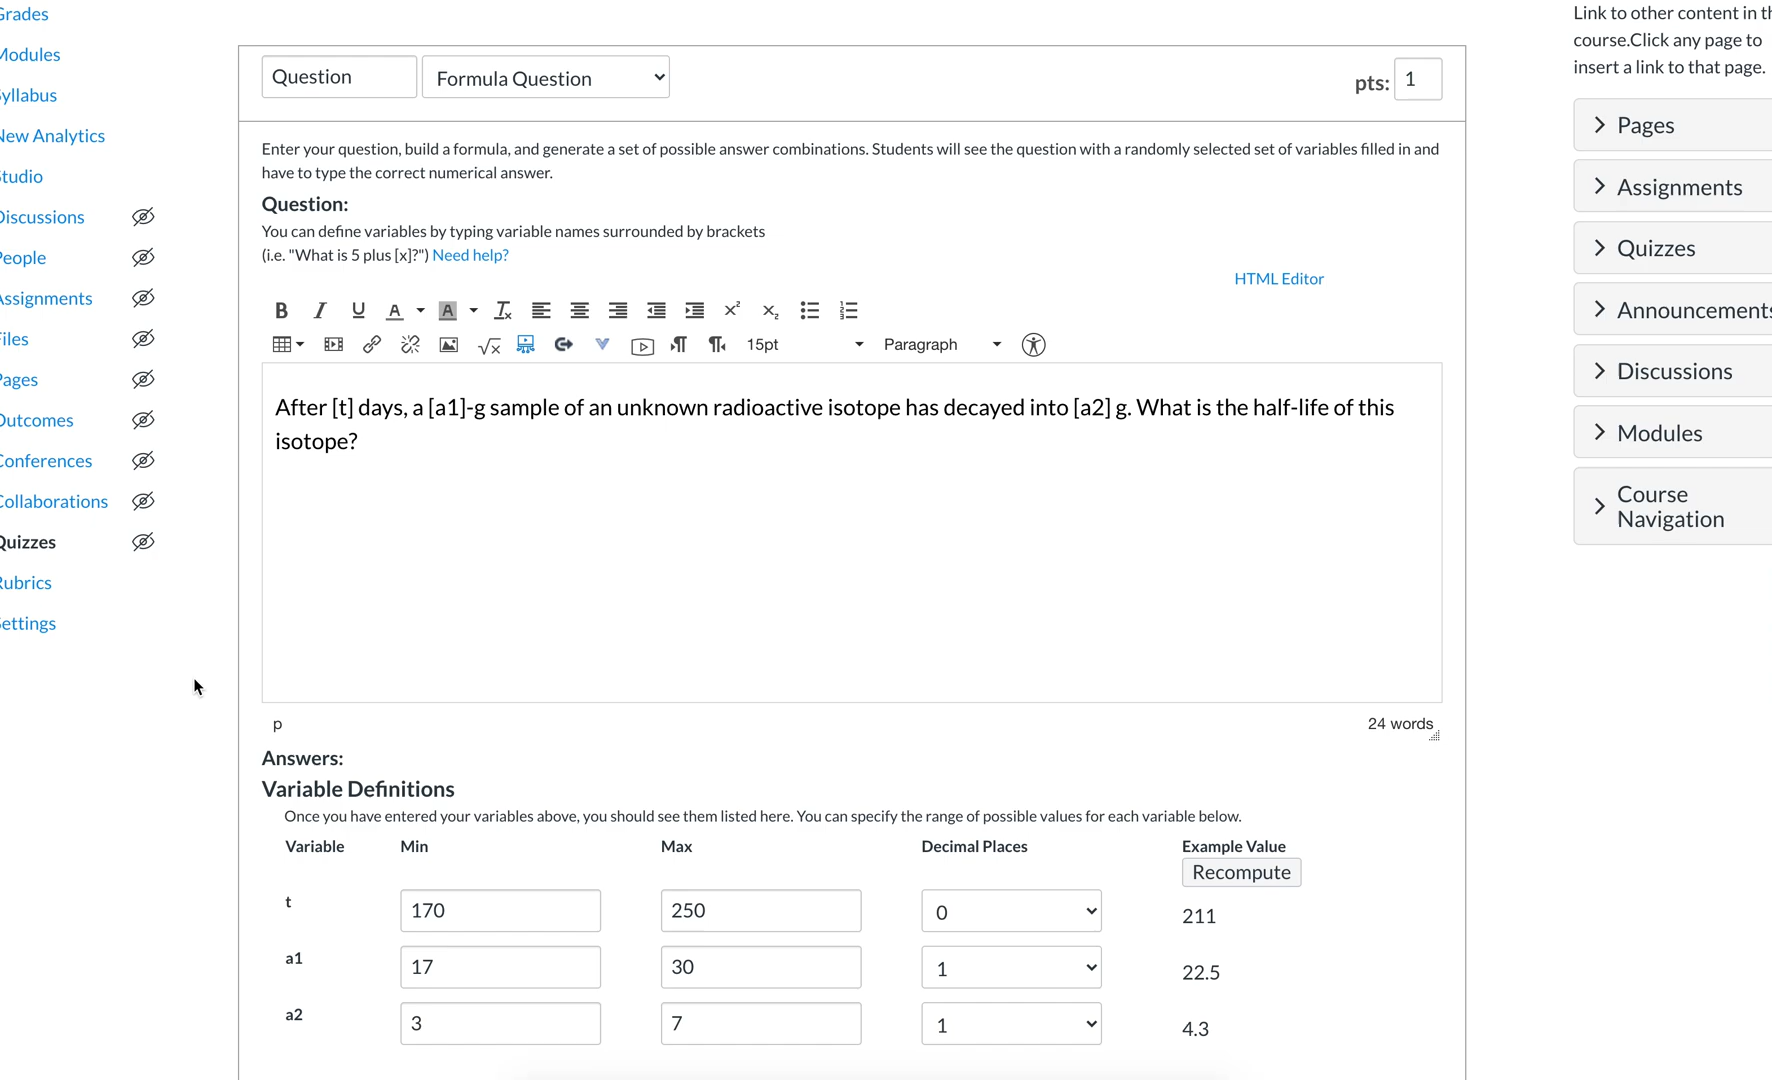 Grades
Modules
Syllabus
New Analytics
Studio
Discussions
People
Assignments
Files
Pages
Outcomes
Conferences
Collaborations
Quizzes
Rubrics
Settings
Question
Formula Question
pts: 1
Enter your question, build a formula, and generate a set of possible answer combinations. Students will see the question with a randomly selected set of variables filled in and
have to type the correct numerical answer.
Question:
You can define variables by typing variable names surrounded by brackets
(i.e. "What is 5 plus [x]?") Need help?
HTML Editor
15pt
Paragraph
After [t] days, a [a1]-g sample of an unknown radioactive isotope has decayed into [a2] g. What is the half-life of this
isotope?
p
24 words
Answers:
Variable Definitions
Once you have entered your variables above, you should see them listed here. You can specify the range of possible values for each variable below.
Variable Min Max Decimal Places Example Value
Recompute
t 170 250 0 211
a1 17 30 1 22.5
a2 3 7 1 4.3
Link to other content in th
course.Click any page to
insert a link to that page.
Pages
Assignments
Quizzes
Announcements
Discussions
Modules
Course
Navigation